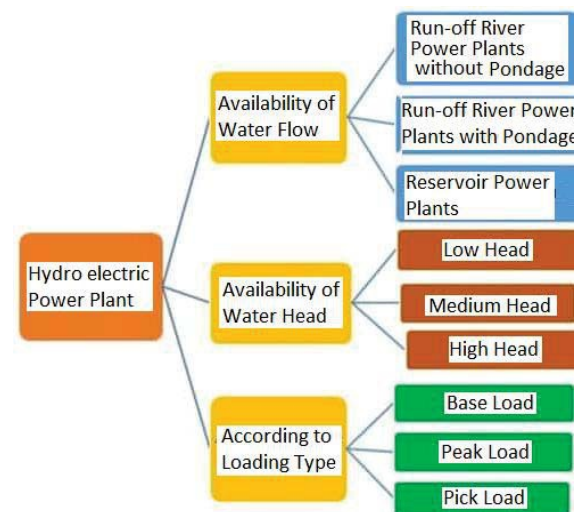 Run-off River
Power Plants
without Pondage
Availability of
Water Flow
Run-off River Power
Plants with Pondage
Reservoir Power
Plants
Hydro electric
Power Plant
Availability of
Water Head
Low Head
Medium Head
High Head
According to
Loading Type
Base Load
Peak Load
Pick Load